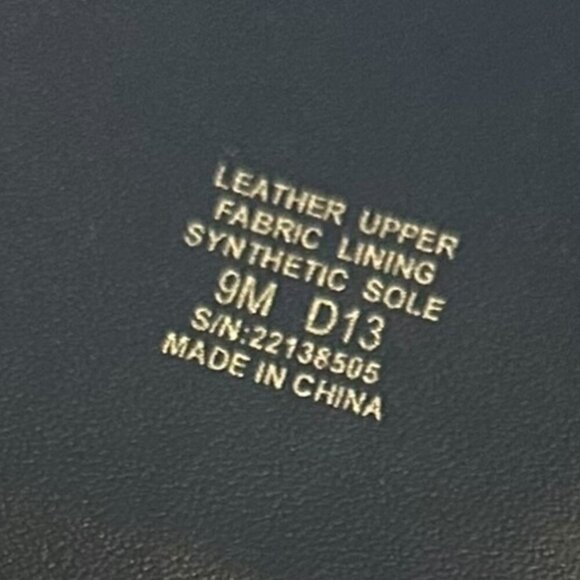 LEATHER UPPER
FABRIC LINING
SYNTHETIC SOLE
9M D13
S/N:22138505
MADE IN CHINA